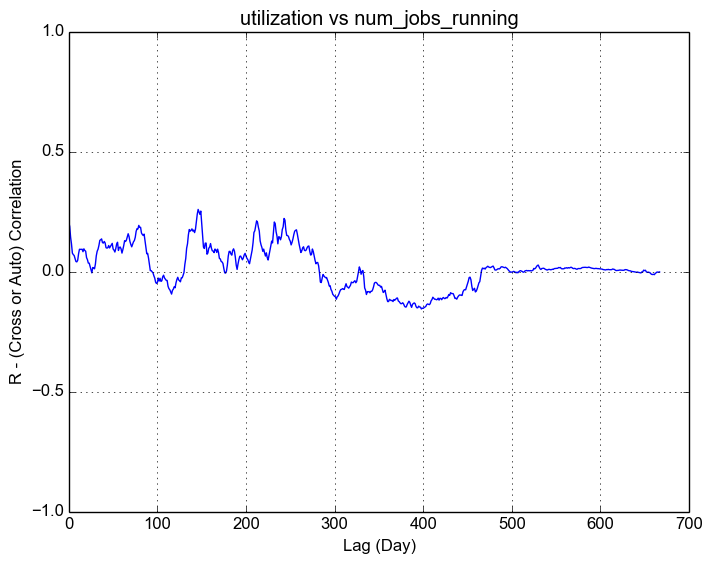 utilization vs num_jobs_running
1.0
0.5
0.0
−0.5
−1.0
R - (Cross or Auto) Correlation
0 100 200 300 400 500 600 700
Lag (Day)